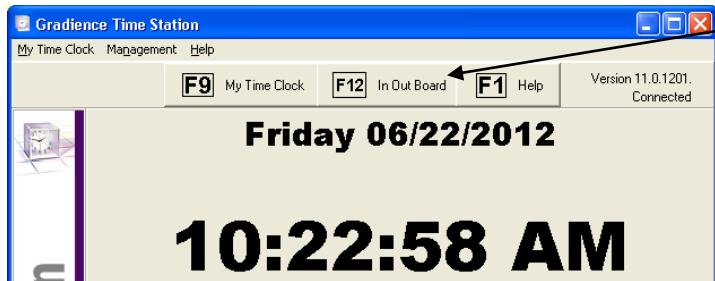 Gradience Time Station
My Time Clock Management Help
F9 My Time Clock F12 In Out Board F1 Help
Version 11.0.1201.
Connected
Friday 06/22/2012
10:22:58 AM